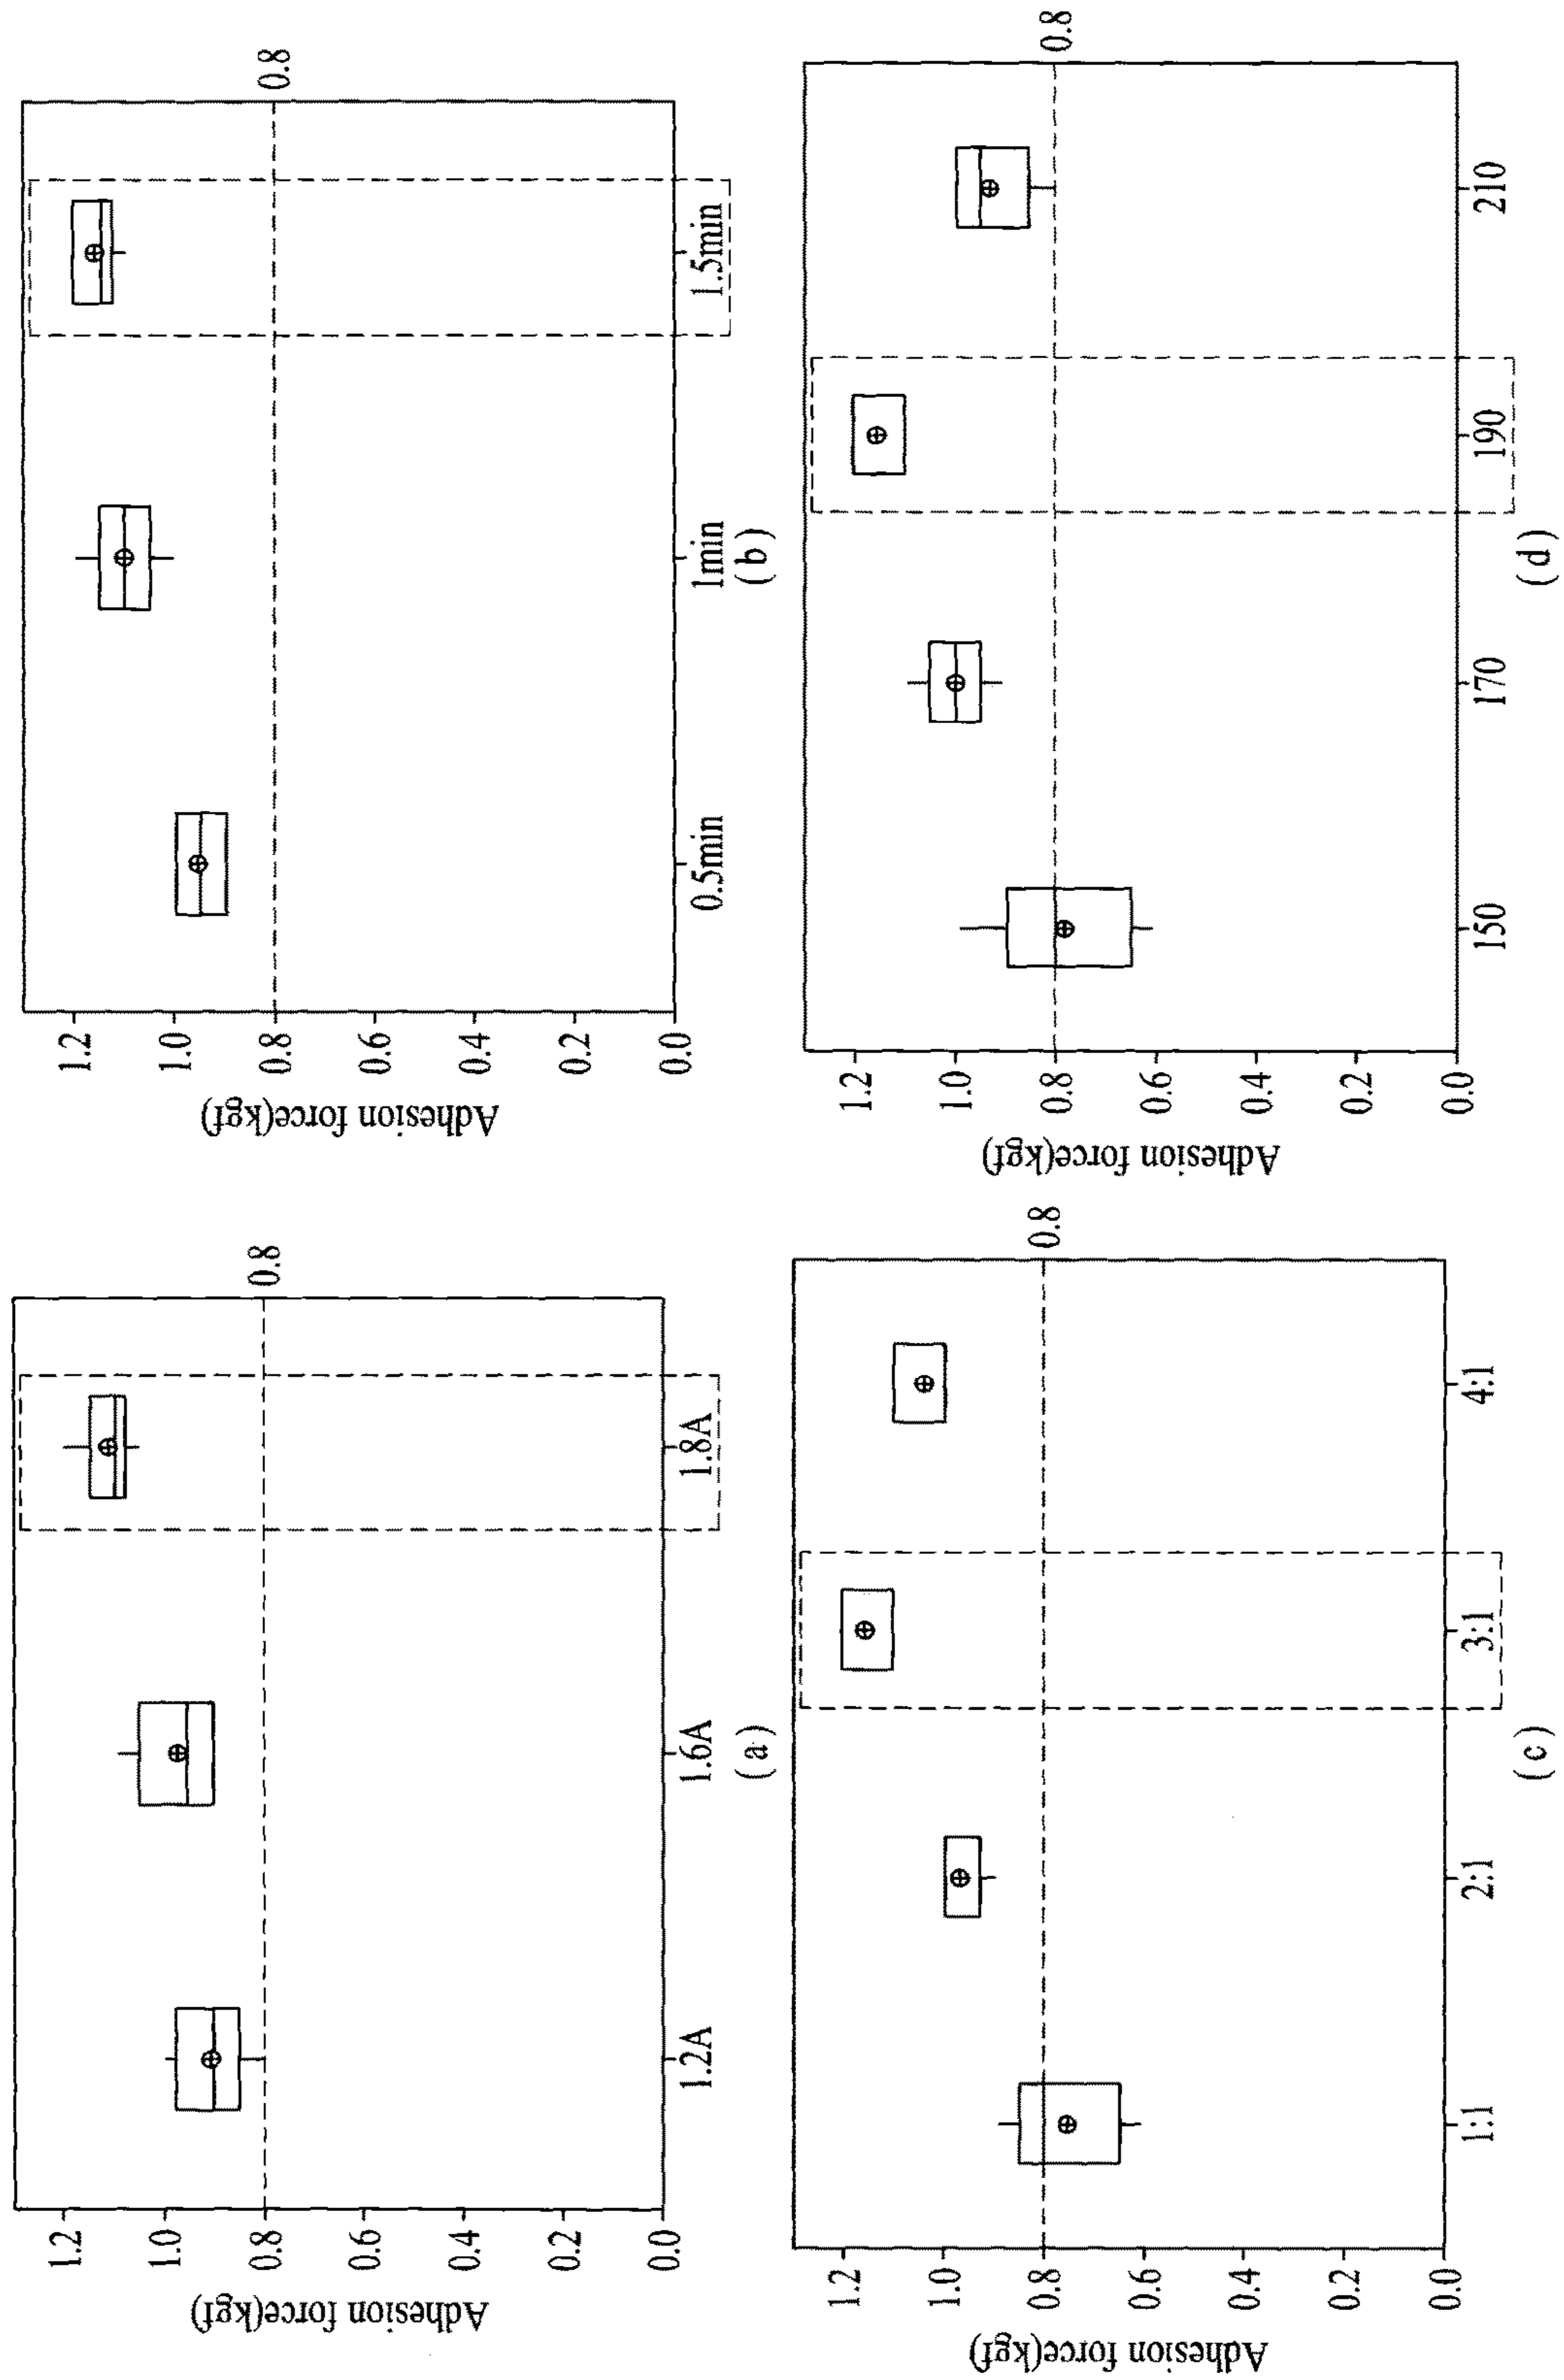 Adhesion force(kgf)
1.2
1.0
0.8
0.6
0.4
0.2
0.0
0.8
1.2A
1.6A
1.8A
(a)
Adhesion force(kgf)
1.2
1.0
0.8
0.6
0.4
0.2
0.0
0.8
0.5min
1min
1.5min
(b)
Adhesion force(kgf)
1.2
1.0
0.8
0.6
0.4
0.2
0.0
0.8
1:1
2:1
3:1
4:1
(c)
Adhesion force(kgf)
1.2
1.0
0.8
0.6
0.4
0.2
0.0
0.8
150
170
190
210
(d)